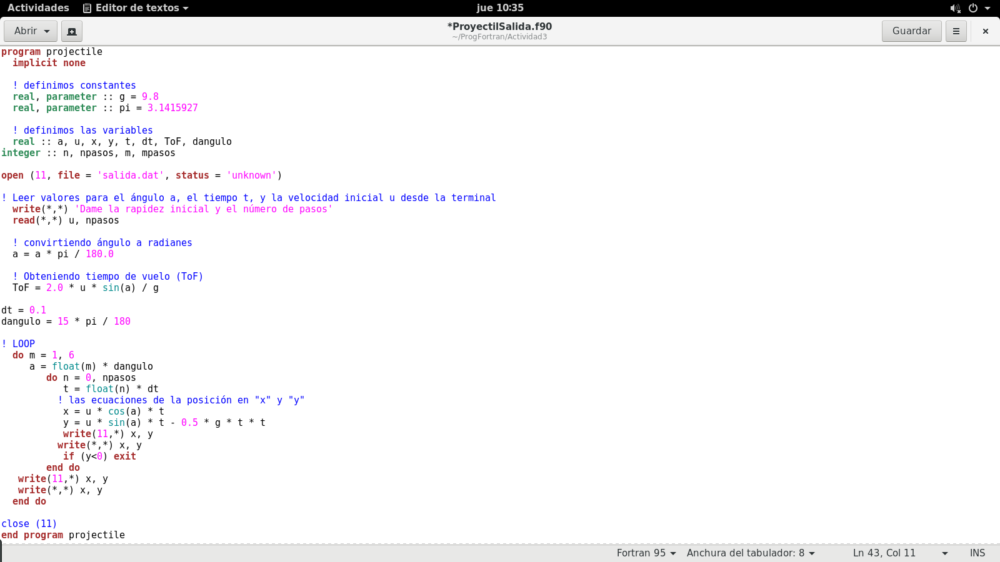 Actividades Editor de textos jue 10:35
Abrir *ProyectilSalida.f90 Guardar
~/ProgFortran/Actividad3
program projectile
  implicit none

  ! definimos constantes
  real, parameter :: g = 9.8
  real, parameter :: pi = 3.1415927

  ! definimos las variables
  real :: a, u, x, y, t, dt, ToF, dangulo
integer :: n, npasos, m, mpasos

open (11, file = 'salida.dat', status = 'unknown')

! Leer valores para el ángulo a, el tiempo t, y la velocidad inicial u desde la terminal
  write(*,*) 'Dame la rapidez inicial y el número de pasos'
  read(*,*) u, npasos

  ! convirtiendo ángulo a radianes
  a = a * pi / 180.0

  ! Obteniendo tiempo de vuelo (ToF)
  ToF = 2.0 * u * sin(a) / g

dt = 0.1
dangulo = 15 * pi / 180

! LOOP
  do m = 1, 6
     a = float(m) * dangulo
        do n = 0, npasos
           t = float(n) * dt
          ! las ecuaciones de la posición en "x" y "y"
           x = u * cos(a) * t
           y = u * sin(a) * t - 0.5 * g * t * t
           write(11,*) x, y
          write(*,*) x, y
           if (y<0) exit
        end do
   write(11,*) x, y
   write(*,*) x, y
  end do

close (11)
end program projectile
Fortran 95 Anchura del tabulador: 8 Ln 43, Col 11 INS